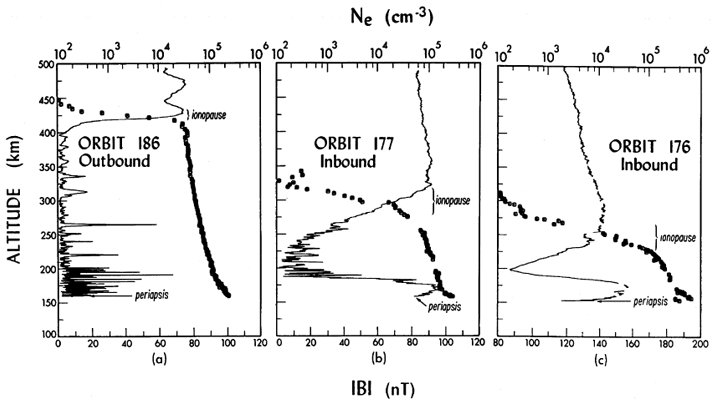 Ne (cm-3)
10² 10³ 10⁴ 10⁵ 10⁶
10² 10³ 10⁴ 10⁵ 10⁶
10² 10³ 10⁴ 10⁵ 10⁶
500
450
400
350
300
250
200
150
100
ALTITUDE (km)
ionopause
ORBIT 186
Outbound
periapsis
ORBIT 177
Inbound
ionopause
periapsis
ORBIT 176
Inbound
ionopause
periapsis
0 20 40 60 80 100 120
0 20 40 60 80 100 120
80 100 120 140 160 180 200
(a)
(b)
(c)
IBI (nT)